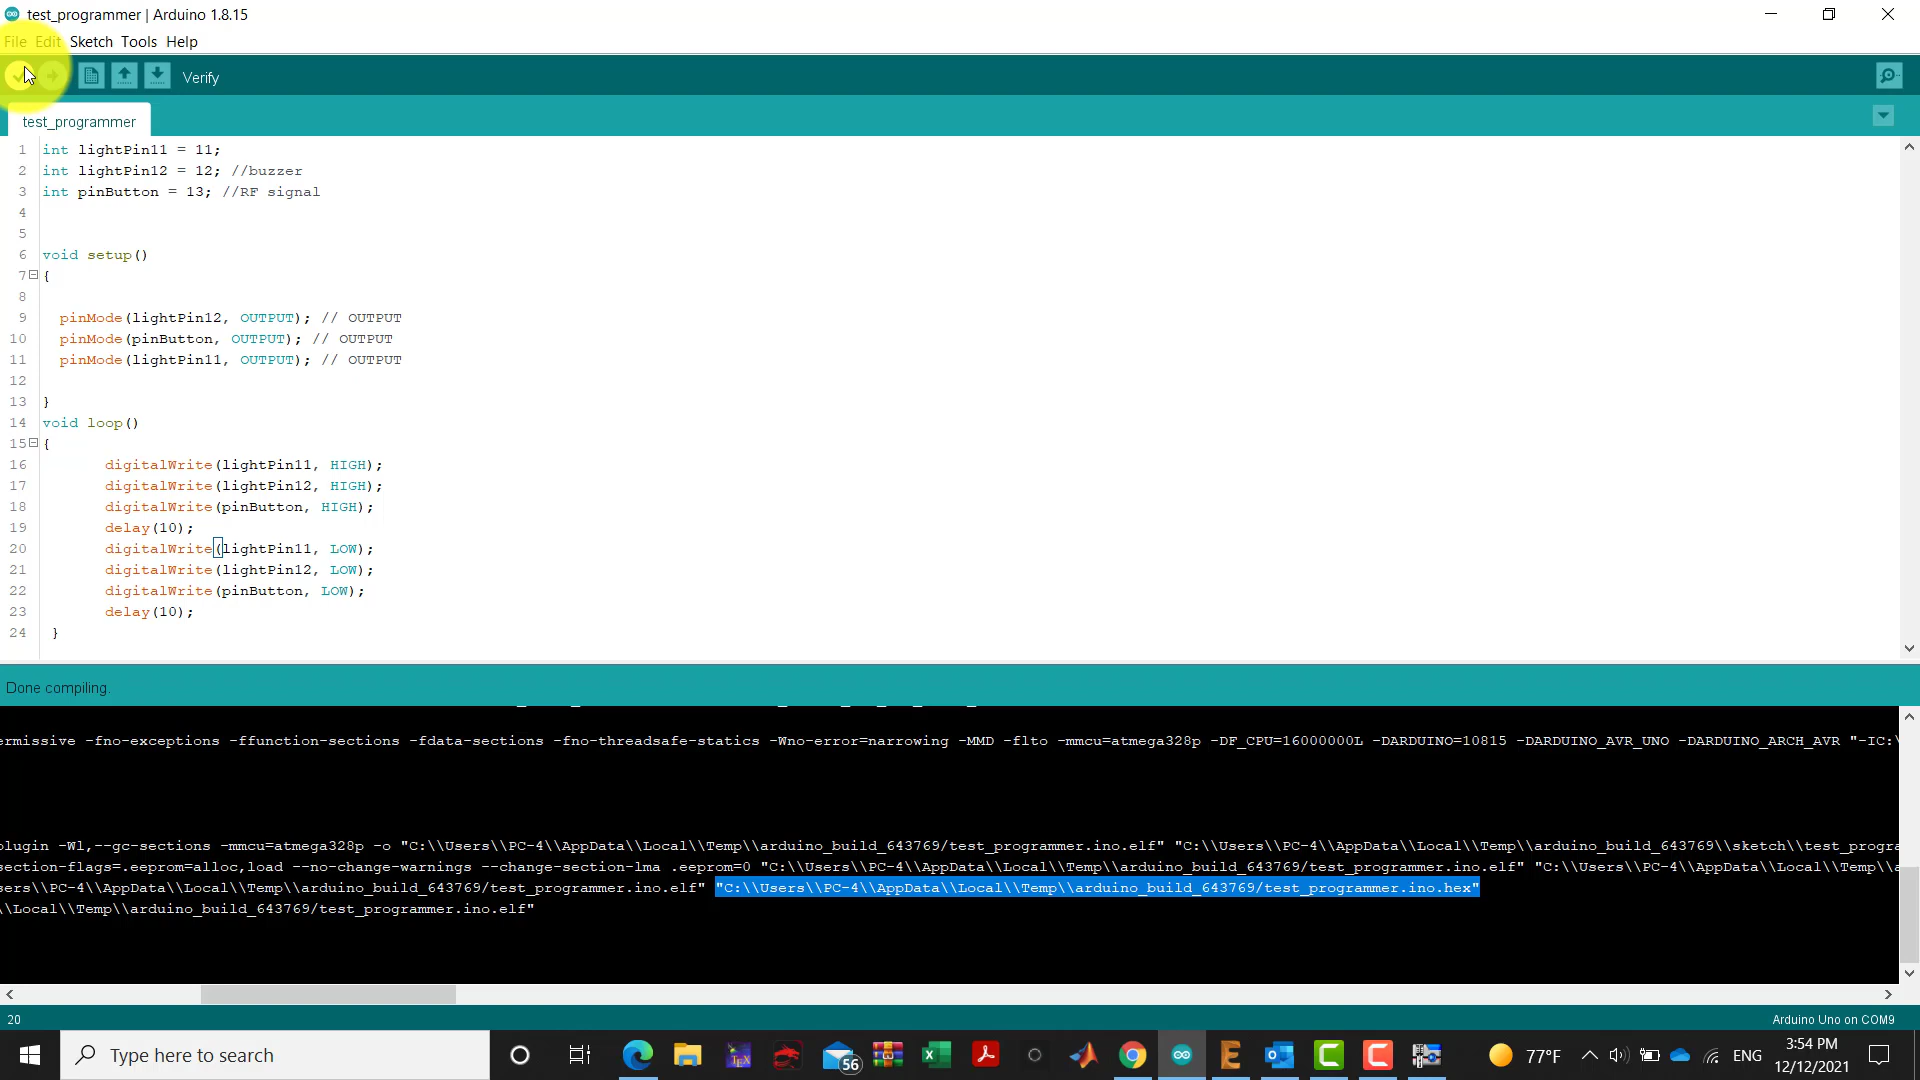 test_programmer | Arduino 1.8.15
File Edit Sketch Tools Help
Verify
test_programmer
1 int lightPin11 = 11;
2 int lightPin12 = 12; //buzzer
3 int pinButton = 13; //RF signal
4
5
6 void setup()
7 {
8
9 pinMode(lightPin12, OUTPUT); // OUTPUT
10 pinMode(pinButton, OUTPUT); // OUTPUT
11 pinMode(lightPin11, OUTPUT); // OUTPUT
12
13 }
14 void loop()
15 {
16 digitalWrite(lightPin11, HIGH);
17 digitalWrite(lightPin12, HIGH);
18 digitalWrite(pinButton, HIGH);
19 delay(10);
20 digitalWrite(lightPin11, LOW);
21 digitalWrite(lightPin12, LOW);
22 digitalWrite(pinButton, LOW);
23 delay(10);
24 }
Done compiling.
ermissive -fno-exceptions -ffunction-sections -fdata-sections -fno-threadsafe-statics -Wno-error=narrowing -MMD -flto -mmcu=atmega328p -DF_CPU=16000000L -DARDUINO=10815 -DARDUINO_AVR_UNO -DARDUINO_ARCH_AVR "-IC:\
plugin -Wl,--gc-sections -mmcu=atmega328p -o "C:\\Users\\PC-4\\AppData\\Local\\Temp\\arduino_build_643769/test_programmer.ino.elf" "C:\\Users\\PC-4\\AppData\\Local\\Temp\\arduino_build_643769\\sketch\\test_progra
section-flags=.eeprom=alloc,load --no-change-warnings --change-section-lma .eeprom=0 "C:\\Users\\PC-4\\AppData\\Local\\Temp\\arduino_build_643769/test_programmer.ino.elf" "C:\\Users\\PC-4\\AppData\\Local\\Temp\\a
sers\\PC-4\\AppData\\Local\\Temp\\arduino_build_643769/test_programmer.ino.elf" "C:\\Users\\PC-4\\AppData\\Local\\Temp\\arduino_build_643769/test_programmer.ino.hex"
\\Local\\Temp\\arduino_build_643769/test_programmer.ino.elf"
20
Arduino Uno on COM9
Type here to search
56
77°F
ENG
3:54 PM
12/12/2021